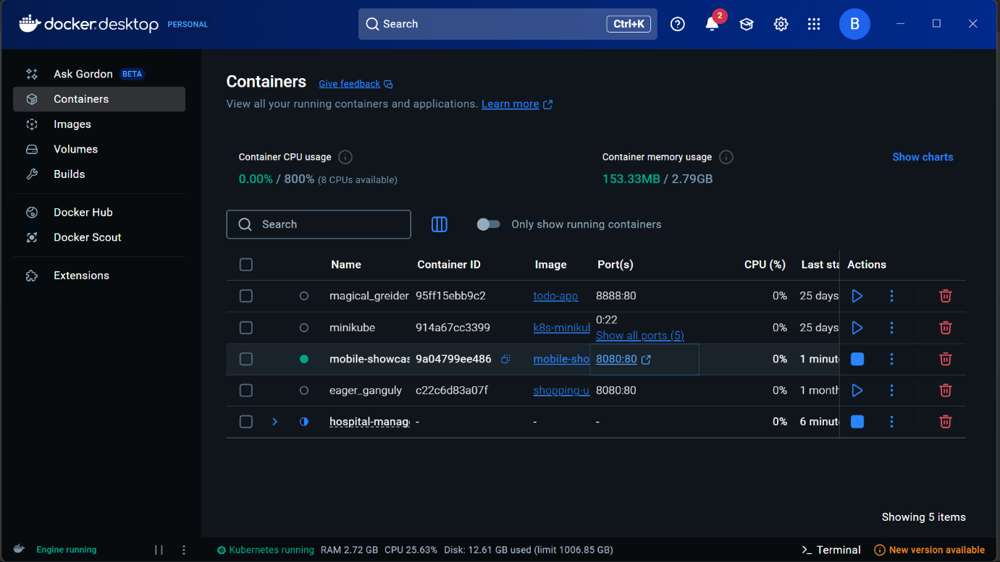 docker.desktop PERSONAL
Search Ctrl+K
2
B
Ask Gordon BETA
Containers
Images
Volumes
Builds
Docker Hub
Docker Scout
Extensions
Containers Give feedback
View all your running containers and applications. Learn more
Container CPU usage
0.00% / 800% (8 CPUs available)
Container memory usage
153.33MB / 2.79GB
Show charts
Search
Only show running containers
Name Container ID Image Port(s) CPU (%) Last sta Actions
magical_greider 95ff15ebb9c2 todo-app 8888:80 0% 25 days
minikube 914a67cc3399 k8s-minikul 0:22 0% 25 days
Show all ports (5)
mobile-showcas 9a04799ee486 mobile-sho 8080:80 0% 1 minut
eager_ganguly c22c6d83a07f shopping-u 8080:80 0% 1 month
hospital-manag - - - 0% 6 minut
Showing 5 items
Engine running
Kubernetes running RAM 2.72 GB CPU 25.63% Disk: 12.61 GB used (limit 1006.85 GB)
>_ Terminal
New version available